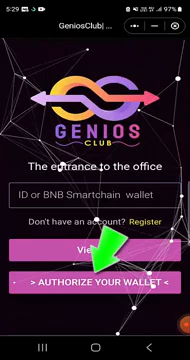 5:29
97%
GeniosClub| ...
GENIOS
CLUB
The entrance to the office
ID or BNB Smartchain wallet
Don't have an account? Register
> AUTHORIZE YOUR WALLET <